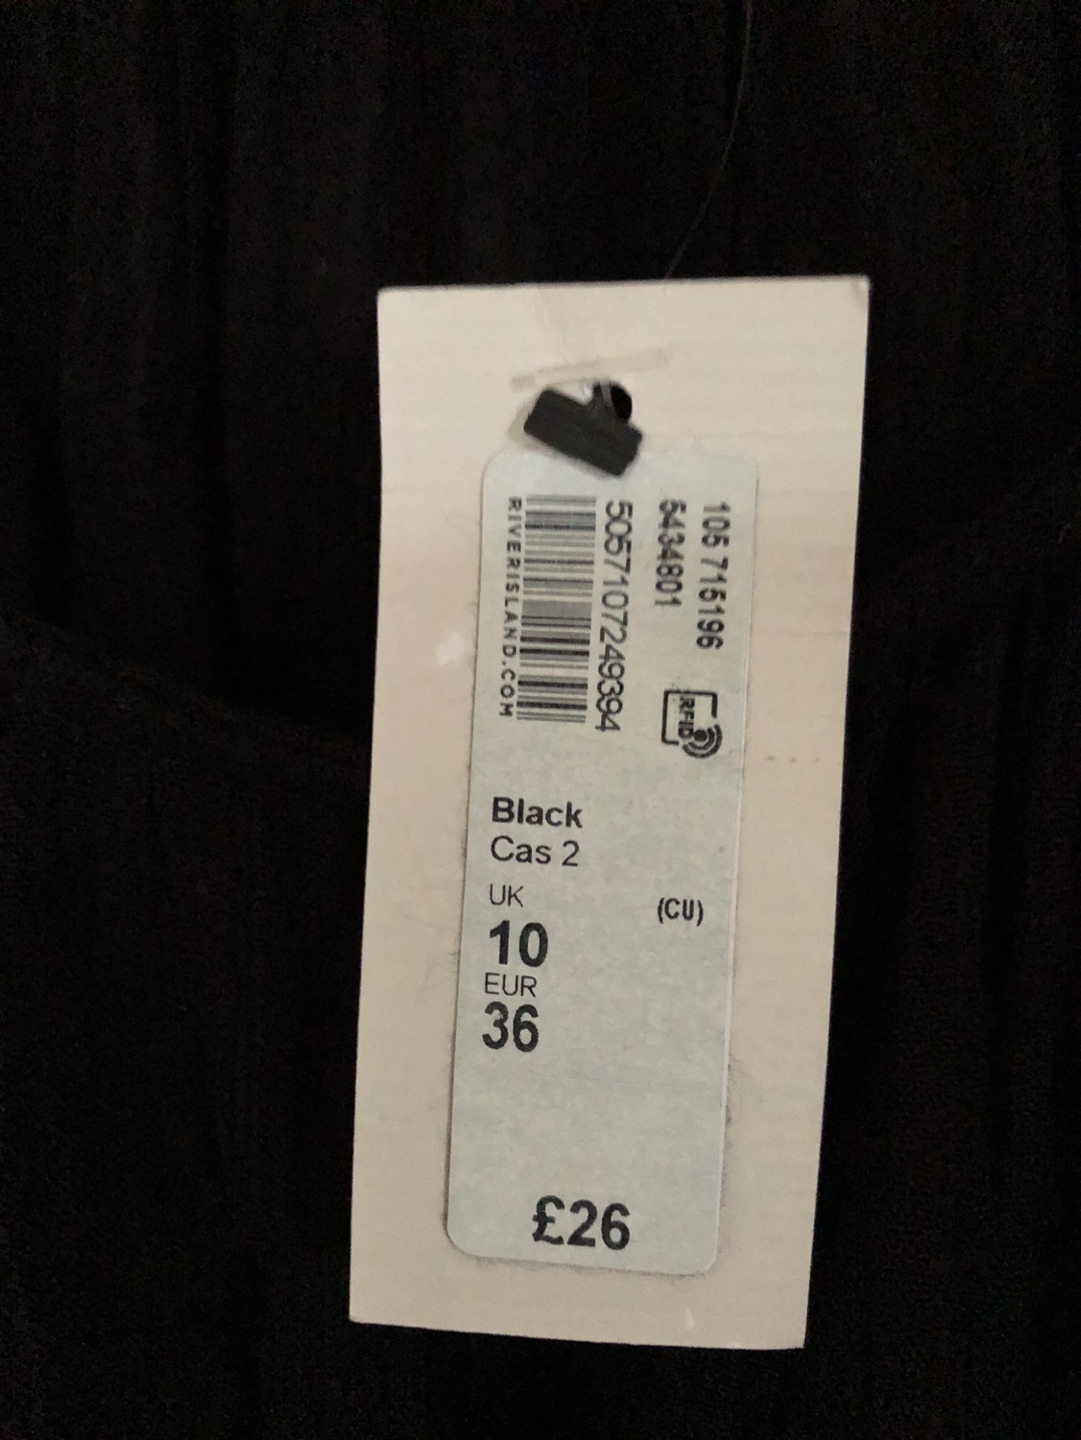 105 715196
5434801
5057107249394
RIVERISLAND.COM
RFID
Black
Cas 2
UK
(CU)
10
EUR
36
£26